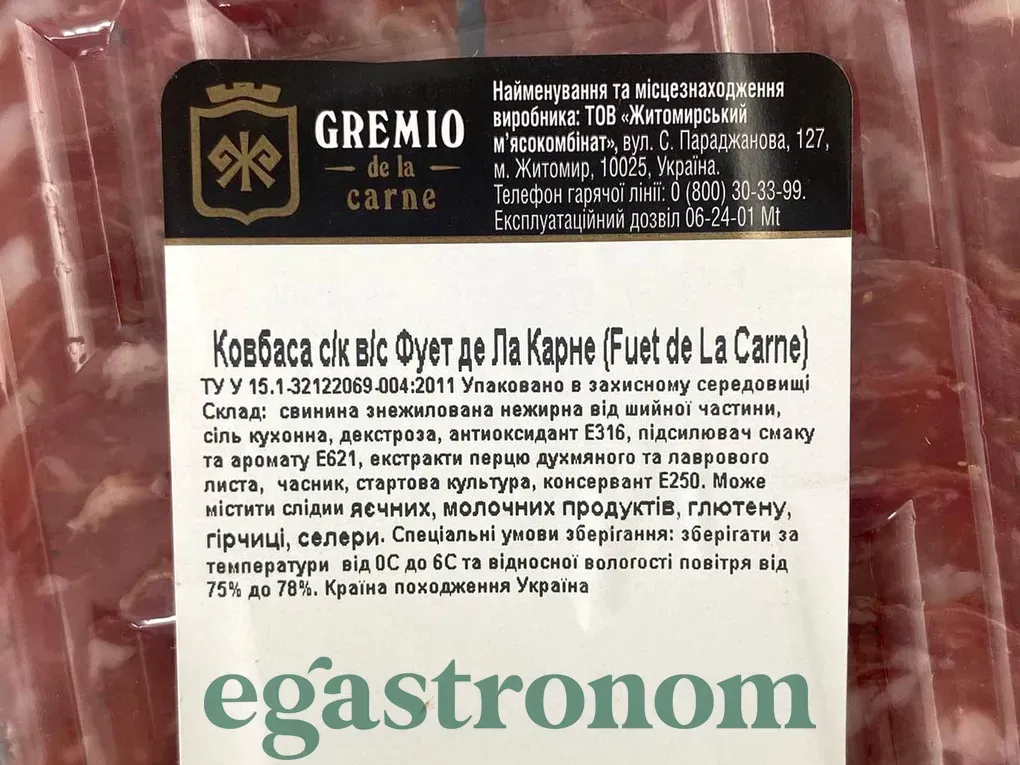 GREMIO
de la
carne
Найменування та місцезнаходження
виробника: ТОВ «Житомирський
м'ясокомбінат», вул. С. Параджанова, 127,
м. Житомир, 10025, Україна.
Телефон гарячої лінії: 0 (800) 30-33-99.
Експлуатаційний дозвіл 06-24-01 Mt
Ковбаса с/к в/с Фует де Ла Карне (Fuet de La Carne)
ТУ У 15.1-32122069-004:2011 Упаковано в захисному середовищі
Склад: свинина знежилована нежирна від шийної частини,
сіль кухонна, декстроза, антиоксидант Е316, підсилювач смаку
та аромату Е621, екстракти перцю духмяного та лаврового
листа, часник, стартова культура, консервант Е250. Може
містити слідии яєчних, молочних продуктів, глютену,
гірчиці, селери. Спеціальні умови зберігання: зберігати за
температури від 0С до 6С та відносної вологості повітря від
75% до 78%. Країна походження Україна
egastronom